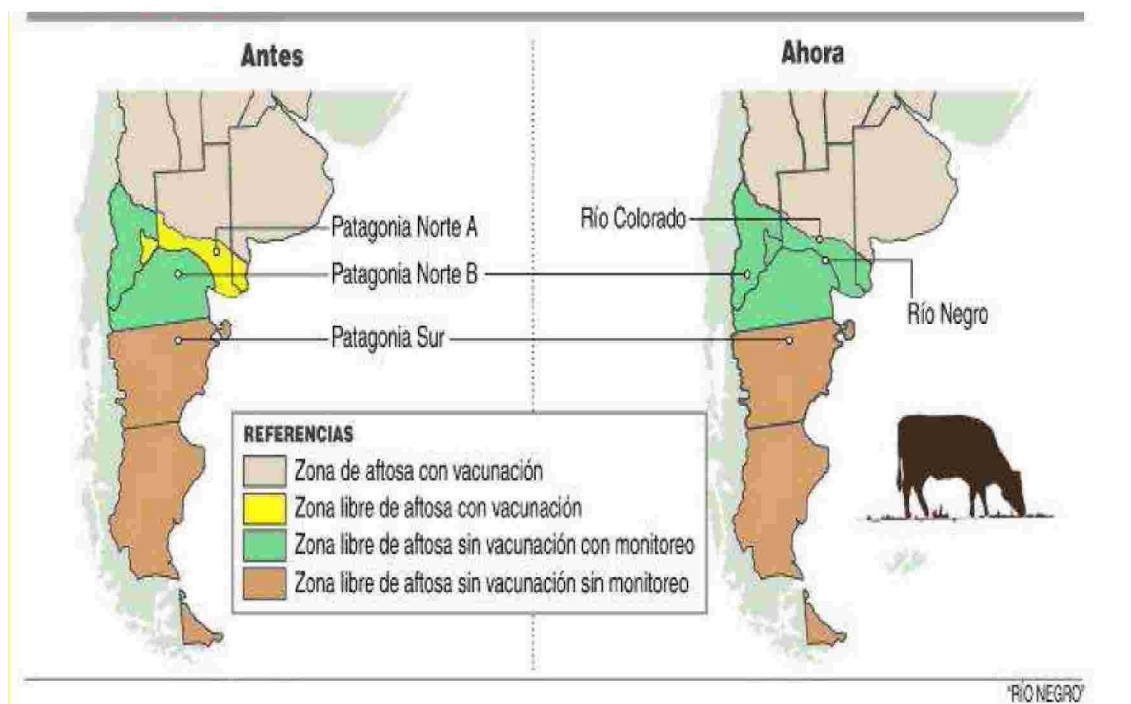 Antes
Ahora
Patagonia Norte A
Río Colorado
Patagonia Norte B
Río Negro
Patagonia Sur
REFERENCIAS
Zona de aftosa con vacunación
Zona libre de aftosa con vacunación
Zona libre de aftosa sin vacunación con monitoreo
Zona libre de aftosa sin vacunación sin monitoreo
"RÍO NEGRO"